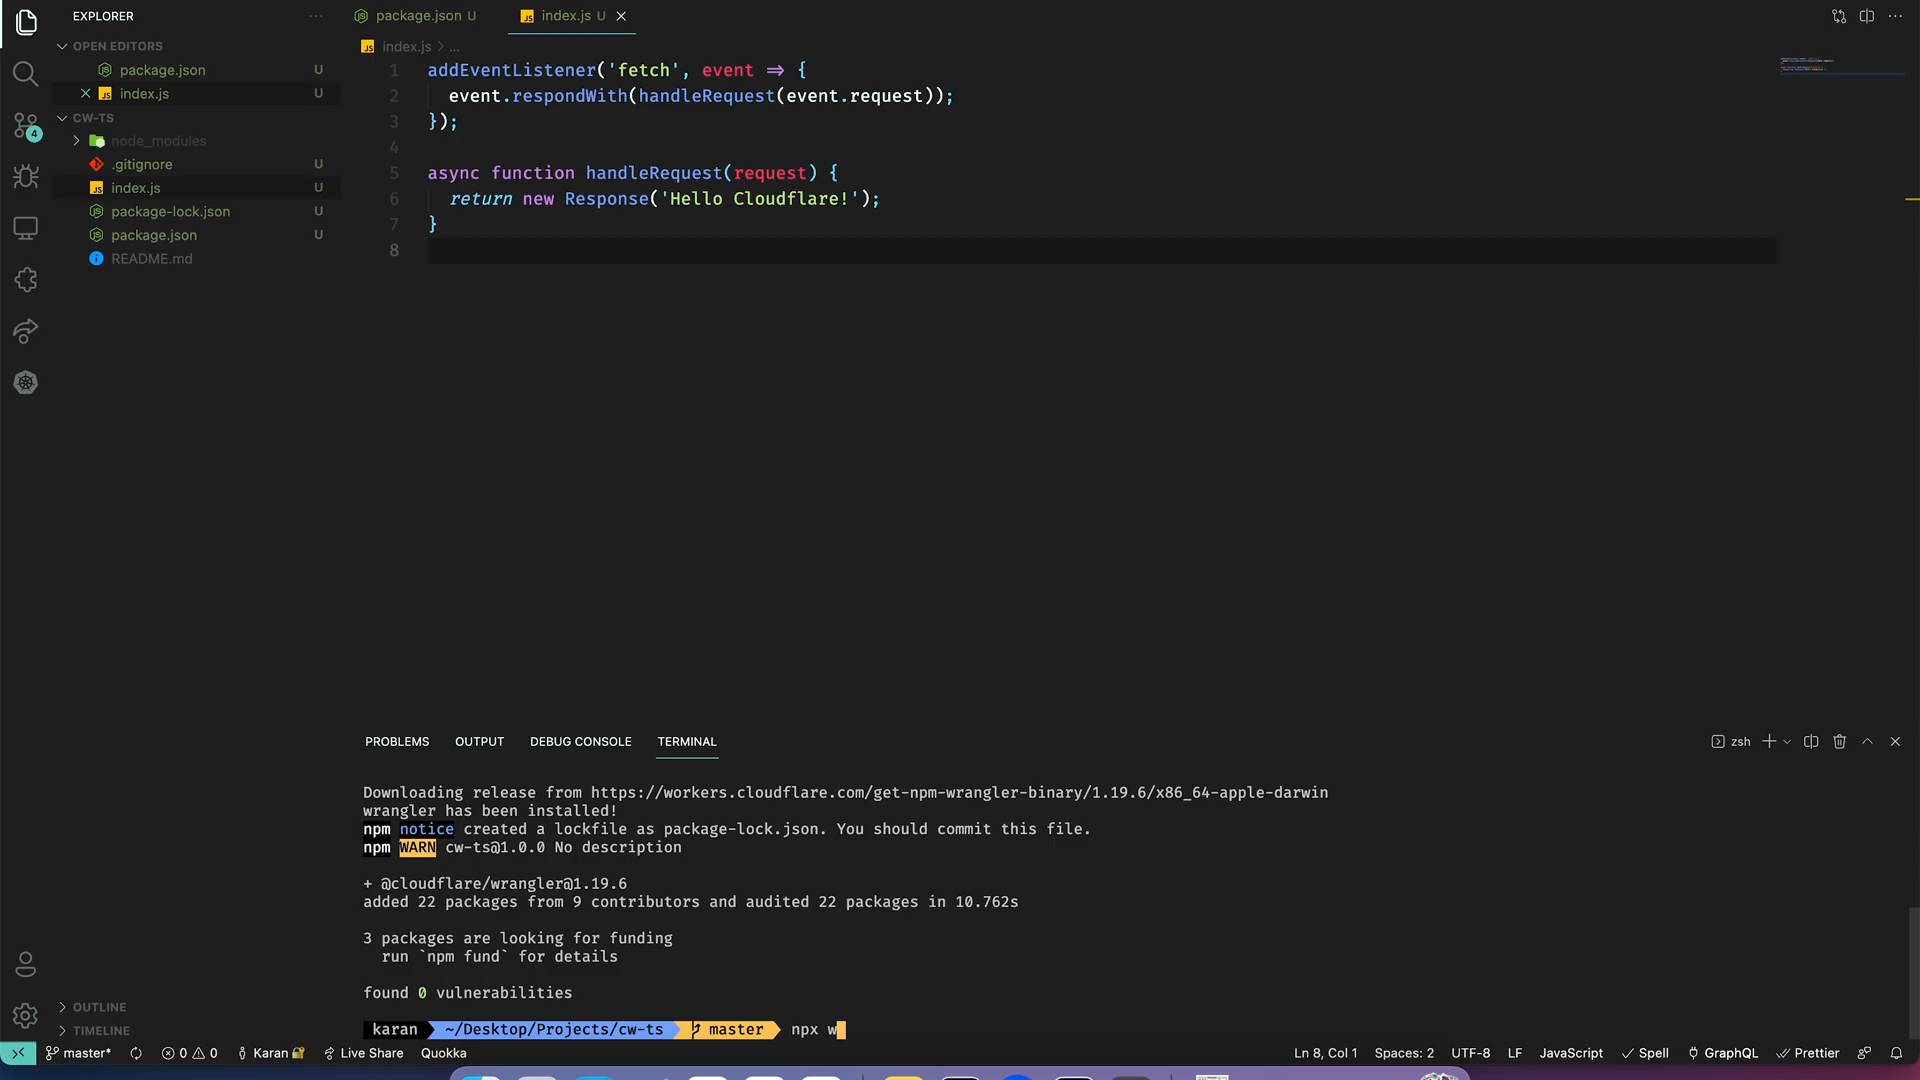 EXPLORER
OPEN EDITORS
package.json U
index.js U
CW-TS
node_modules
.gitignore U
index.js U
package-lock.json U
package.json U
README.md
OUTLINE
TIMELINE
4
package.json U
index.js U
index.js > ...
1 addEventListener('fetch', event => {
2 event.respondWith(handleRequest(event.request));
3 });
4
5 async function handleRequest(request) {
6 return new Response('Hello Cloudflare!');
7 }
8
PROBLEMS OUTPUT DEBUG CONSOLE TERMINAL
zsh
Downloading release from https://workers.cloudflare.com/get-npm-wrangler-binary/1.19.6/x86_64-apple-darwin
wrangler has been installed!
npm notice created a lockfile as package-lock.json. You should commit this file.
npm WARN cw-ts@1.0.0 No description
+ @cloudflare/wrangler@1.19.6
added 22 packages from 9 contributors and audited 22 packages in 10.762s
3 packages are looking for funding
run `npm fund` for details
found 0 vulnerabilities
karan ~/Desktop/Projects/cw-ts master npx w
master* 0 0 Karan Live Share Quokka Ln 8, Col 1 Spaces: 2 UTF-8 LF JavaScript Spell GraphQL Prettier